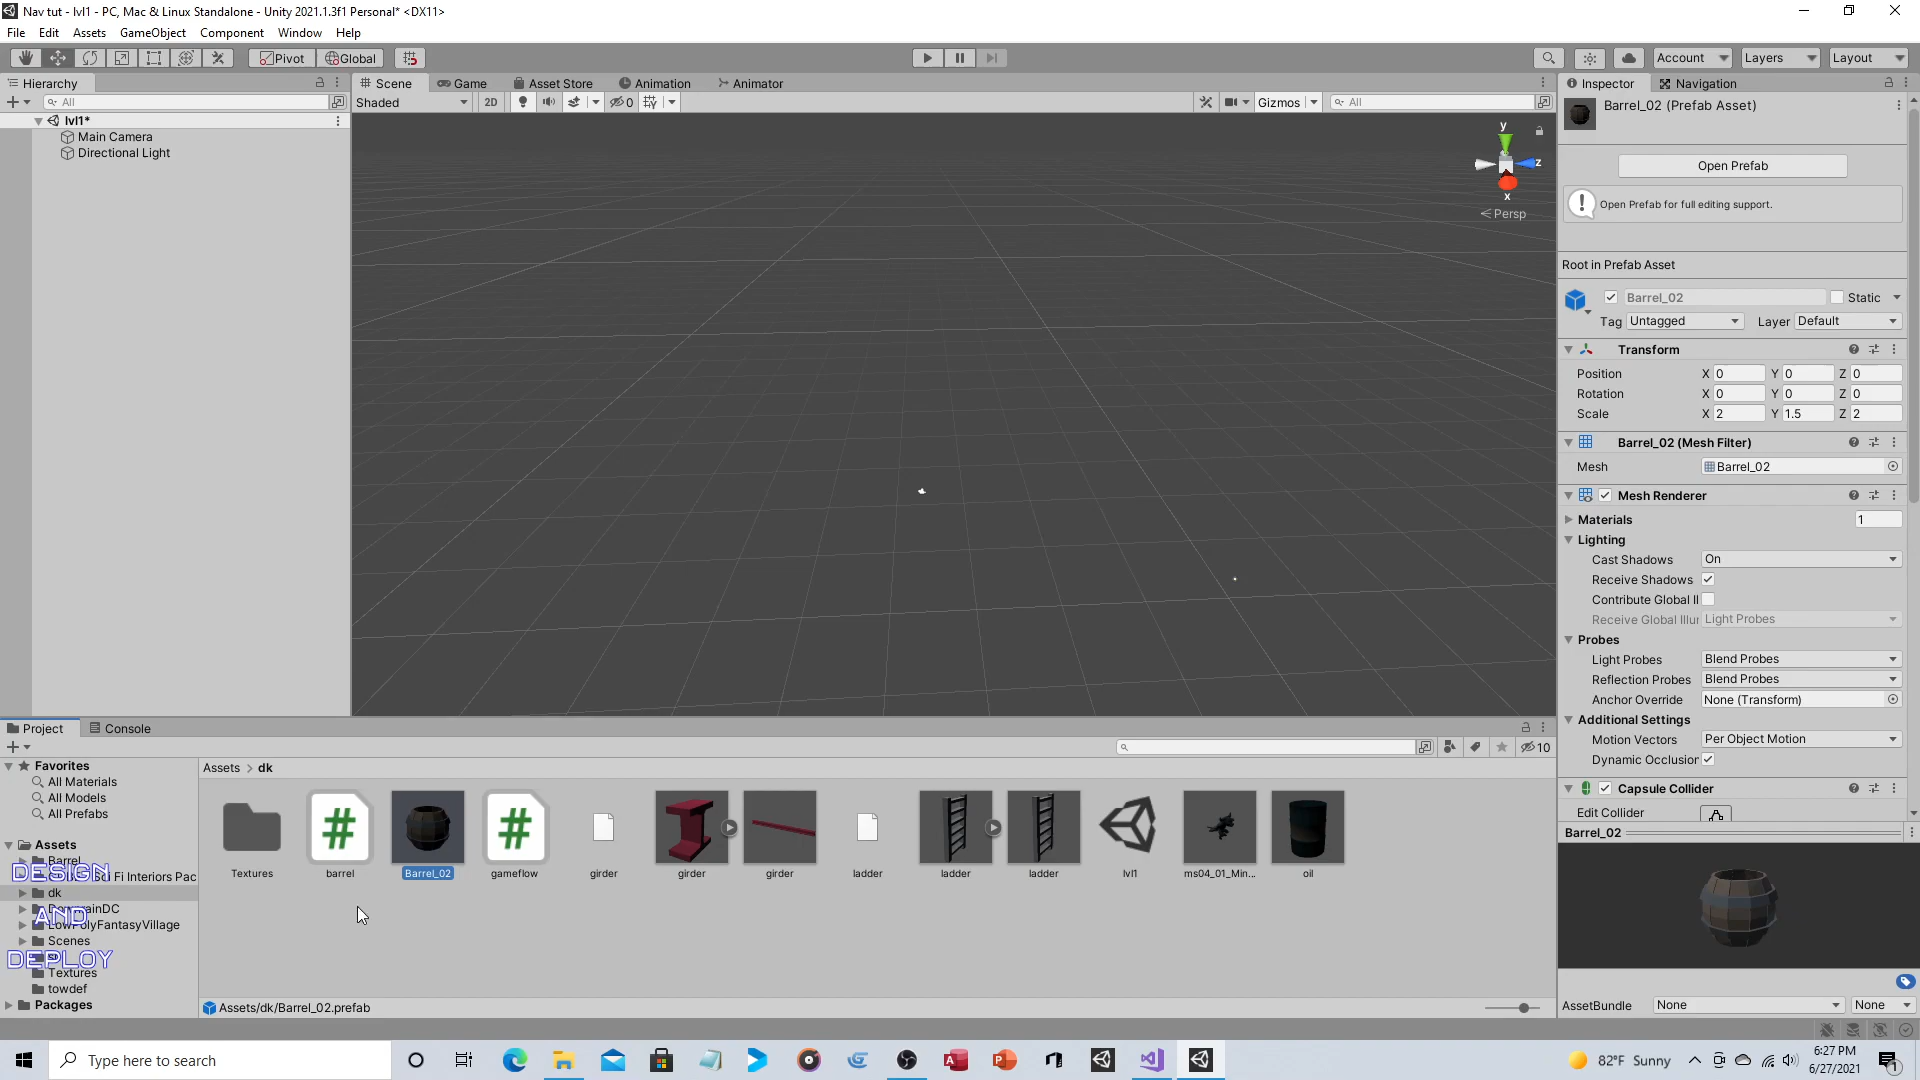 Nav tut - lvl1 - PC, Mac & Linux Standalone - Unity 2021.1.3f1 Personal* <DX11>
File Edit Assets GameObject Component Window Help
Pivot Global Account Layers Layout
Hierarchy Scene Game Asset Store Animation Animator Inspector Navigation
All Shaded 2D 0 Gizmos All
Barrel_02 (Prefab Asset)
lvl1*
Main Camera
Directional Light
y
z
x
Persp
Open Prefab
Open Prefab for full editing support.
Root in Prefab Asset
Barrel_02 Static
Tag Untagged Layer Default
Transform
Position X 0 Y 0 Z 0
Rotation X 0 Y 0 Z 0
Scale X 2 Y 1.5 Z 2
Barrel_02 (Mesh Filter)
Mesh Barrel_02
Mesh Renderer
Materials 1
Lighting
Cast Shadows On
Receive Shadows
Contribute Global Il
Receive Global Illur Light Probes
Probes
Light Probes Blend Probes
Reflection Probes Blend Probes
Anchor Override None (Transform)
Additional Settings
Motion Vectors Per Object Motion
Dynamic Occlusior
Capsule Collider
Edit Collider
Barrel_02
AssetBundle None None
Project Console
10
Favorites
All Materials
All Models
All Prefabs
Assets
Barrel
Sci Fi Interiors Pac
dk
LowPolyFantasyVillage
Scenes
Textures
towdef
Packages
DESIGN
AND
DEPLOY
Assets > dk
Textures barrel Barrel_02 gameflow girder girder girder ladder ladder ladder lvl1 ms04_01_Min... oil
Assets/dk/Barrel_02.prefab
Type here to search
82°F Sunny
6:27 PM
6/27/2021
1